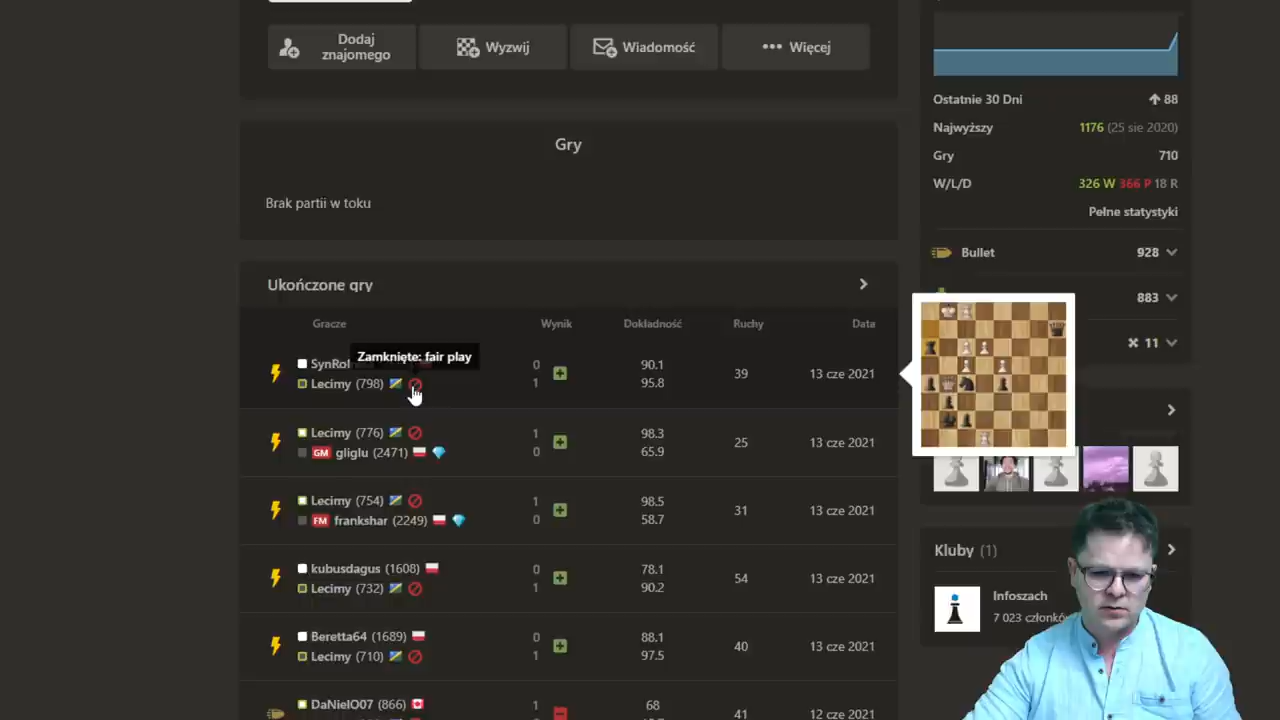 Dodaj
znajomego
Wyzwij
Wiadomość
Więcej
Ostatnie 30 Dni 88
Najwyższy 1176 (25 sie 2020)
Gry 710
W/L/D 326 W 366 P 18 R
Pełne statystyki
Gry
Brak partii w toku
Bullet 928
883
11
Ukończone gry
Gracze Wynik Dokładność Ruchy Data
Zamknięte: fair play
SynRol 0 90.1
Lecimy (798) 1 95.8
39 13 cze 2021
Lecimy (776) 1 98.3
GM gliglu (2471) 0 65.9
25 13 cze 2021
Lecimy (754) 1 98.5
FM frankshar (2249) 0 58.7
31 13 cze 2021
kubusdagus (1608) 0 78.1
Lecimy (732) 1 90.2
54 13 cze 2021
Beretta64 (1689) 0 88.1
Lecimy (710) 1 97.5
40 13 cze 2021
DaNielO07 (866) 1 68
41 12 cze 2021
Kluby (1)
Infoszach
7 023 członków